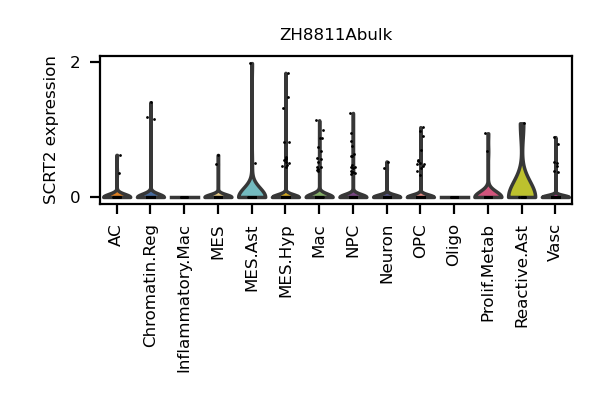 ZH8811Abulk
SCRT2 expression
2
0
AC
Chromatin.Reg
Inflammatory.Mac
MES
MES.Ast
MES.Hyp
Mac
NPC
Neuron
OPC
Oligo
Prolif.Metab
Reactive.Ast
Vasc